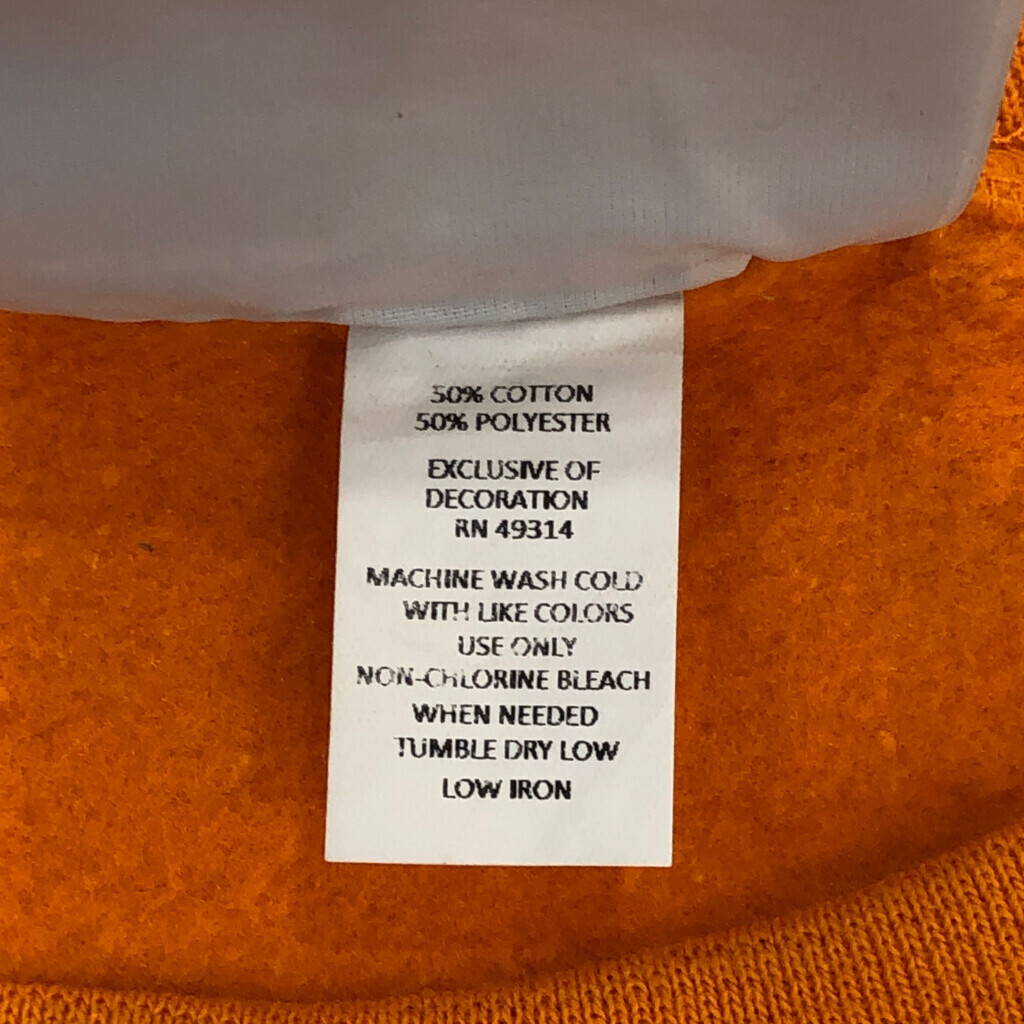 50% COTTON
50% POLYESTER
EXCLUSIVE OF
DECORATION
RN 49314
MACHINE WASH COLD
WITH LIKE COLORS
USE ONLY
NON-CHLORINE BLEACH
WHEN NEEDED
TUMBLE DRY LOW
LOW IRON